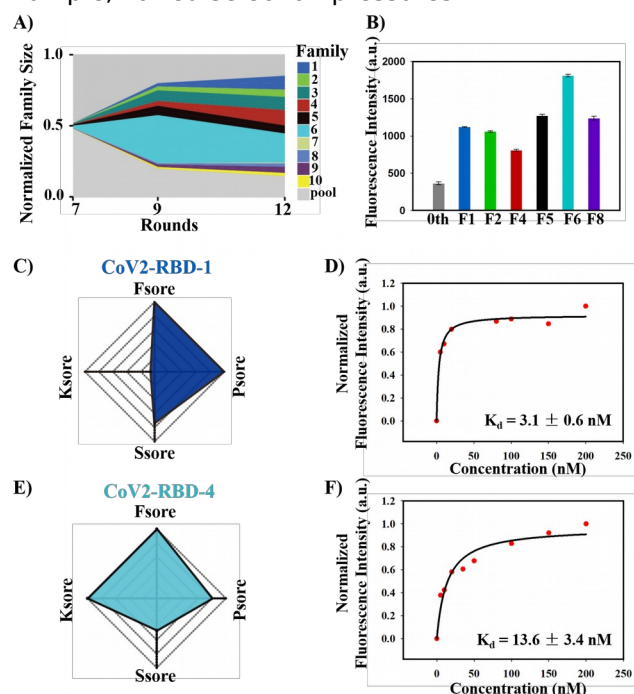 A)
Normalized Family Size
1.0
0.5
0.0
7
9
12
Rounds
Family
1
2
3
4
5
6
7
8
9
10
pool
B)
Fluorescence Intensity (a.u.)
2000
1500
1000
500
0
0th F1 F2 F4 F5 F6 F8
C)
CoV2-RBD-1
Fsore
Ksore
Psore
Ssore
D)
Normalized
Fluorescence Intensity (a.u.)
1.2
1.0
0.8
0.6
0.4
0.2
0.0
0 50 100 150 200 250
Concentration (nM)
Kd = 3.1 ± 0.6 nM
E)
CoV2-RBD-4
Fsore
Ksore
Psore
Ssore
F)
Normalized
Fluorescence Intensity (a.u.)
1.2
1.0
0.8
0.6
0.4
0.2
0.0
0 50 100 150 200 250
Concentration (nM)
Kd = 13.6 ± 3.4 nM